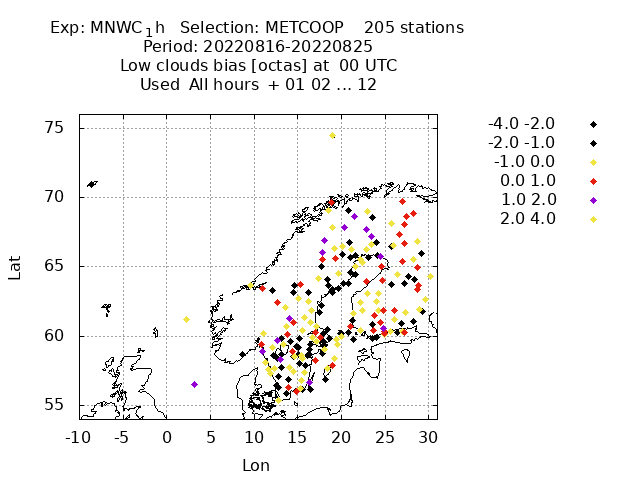 Exp: MNWC1h   Selection: METCOOP    205 stations
Period: 20220816-20220825
Low clouds bias [octas] at  00 UTC
Used  All hours  + 01 02 ... 12
75
70
65
60
55
-10 -5 0 5 10 15 20 25 30
Lat
Lon
-4.0 -2.0
-2.0 -1.0
-1.0 0.0
0.0 1.0
1.0 2.0
2.0 4.0